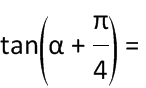 tan(α + π/4) =